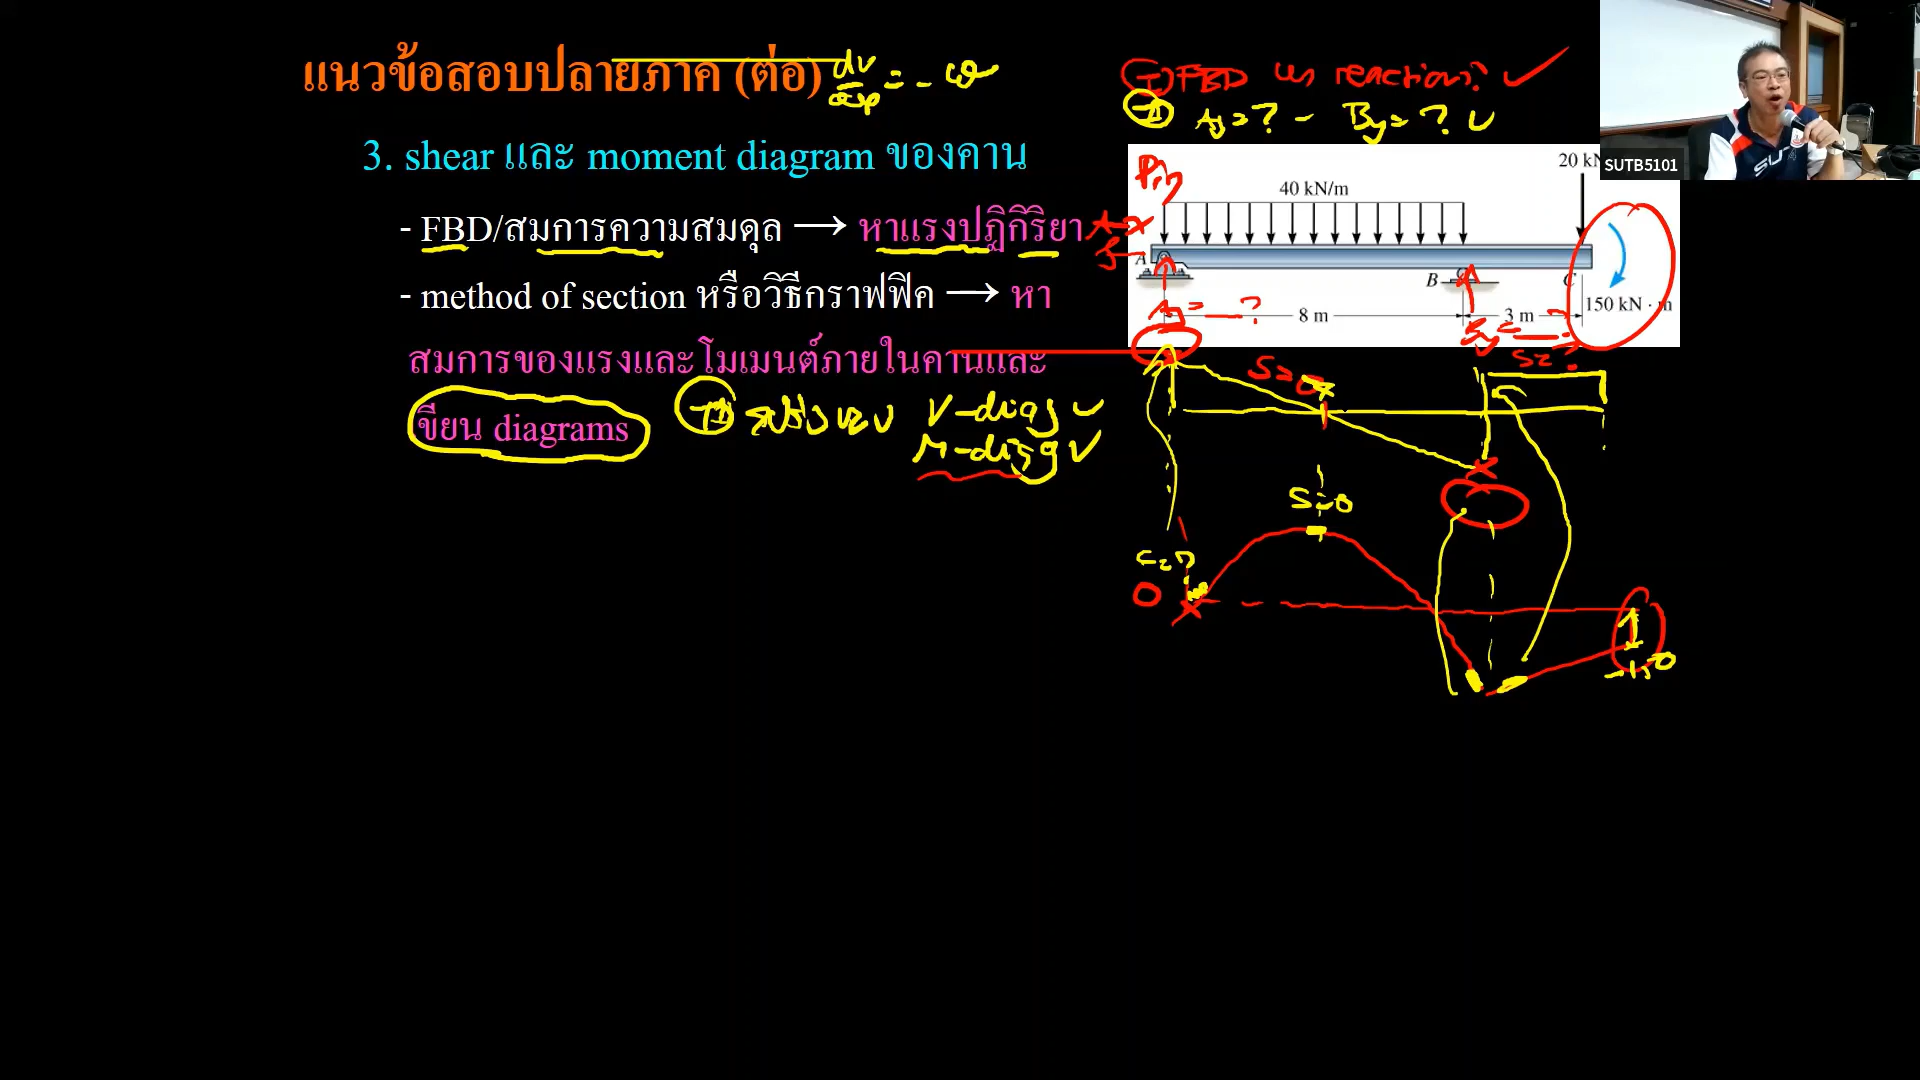 แนวข้อสอบปลายภาค (ต่อ)
= - ω
3. shear และ moment diagram ของคาน
- FBD/สมการความสมดุล → หาแรงปฏิกิริยา
- method of section หรือวิธีกราฟฟิค → หา
สมการของแรงและโมเมนต์ภายในคานและ
ขียน diagrams
V-diag
M-diag
FBD reaction?
Ay = ? - By = ?
SUTB5101
Pin
20 kN
40 kN/m
A
B
C
150 kN · m
Ay = ?
8 m
3 m
S=0
S=0
0